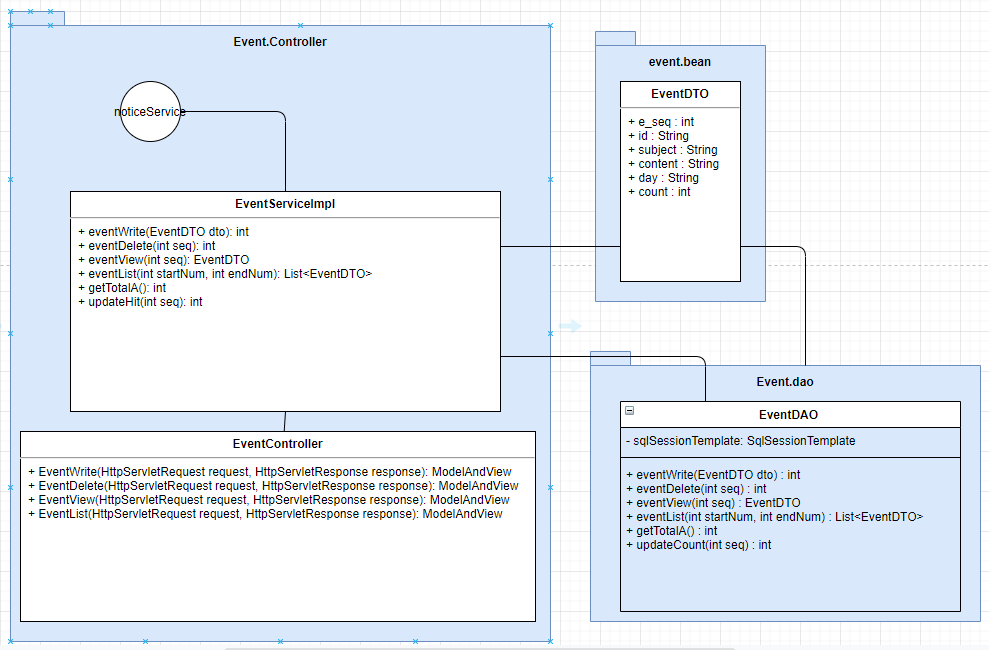 Event.Controller
noticeService
EventServiceImpl
+ eventWrite(EventDTO dto): int
+ eventDelete(int seq): int
+ eventView(int seq): EventDTO
+ eventList(int startNum, int endNum): List<EventDTO>
+ getTotalA(): int
+ updateHit(int seq): int
EventController
+ EventWrite(HttpServletRequest request, HttpServletResponse response): ModelAndView
+ EventDelete(HttpServletRequest request, HttpServletResponse response): ModelAndView
+ EventView(HttpServletRequest request, HttpServletResponse response): ModelAndView
+ EventList(HttpServletRequest request, HttpServletResponse response): ModelAndView
event.bean
EventDTO
+ e_seq : int
+ id : String
+ subject : String
+ content : String
+ day : String
+ count : int
Event.dao
EventDAO
- sqlSessionTemplate: SqlSessionTemplate
+ eventWrite(EventDTO dto) : int
+ eventDelete(int seq) : int
+ eventView(int seq) : EventDTO
+ eventList(int startNum, int endNum) : List<EventDTO>
+ getTotalA() : int
+ updateCount(int seq) : int